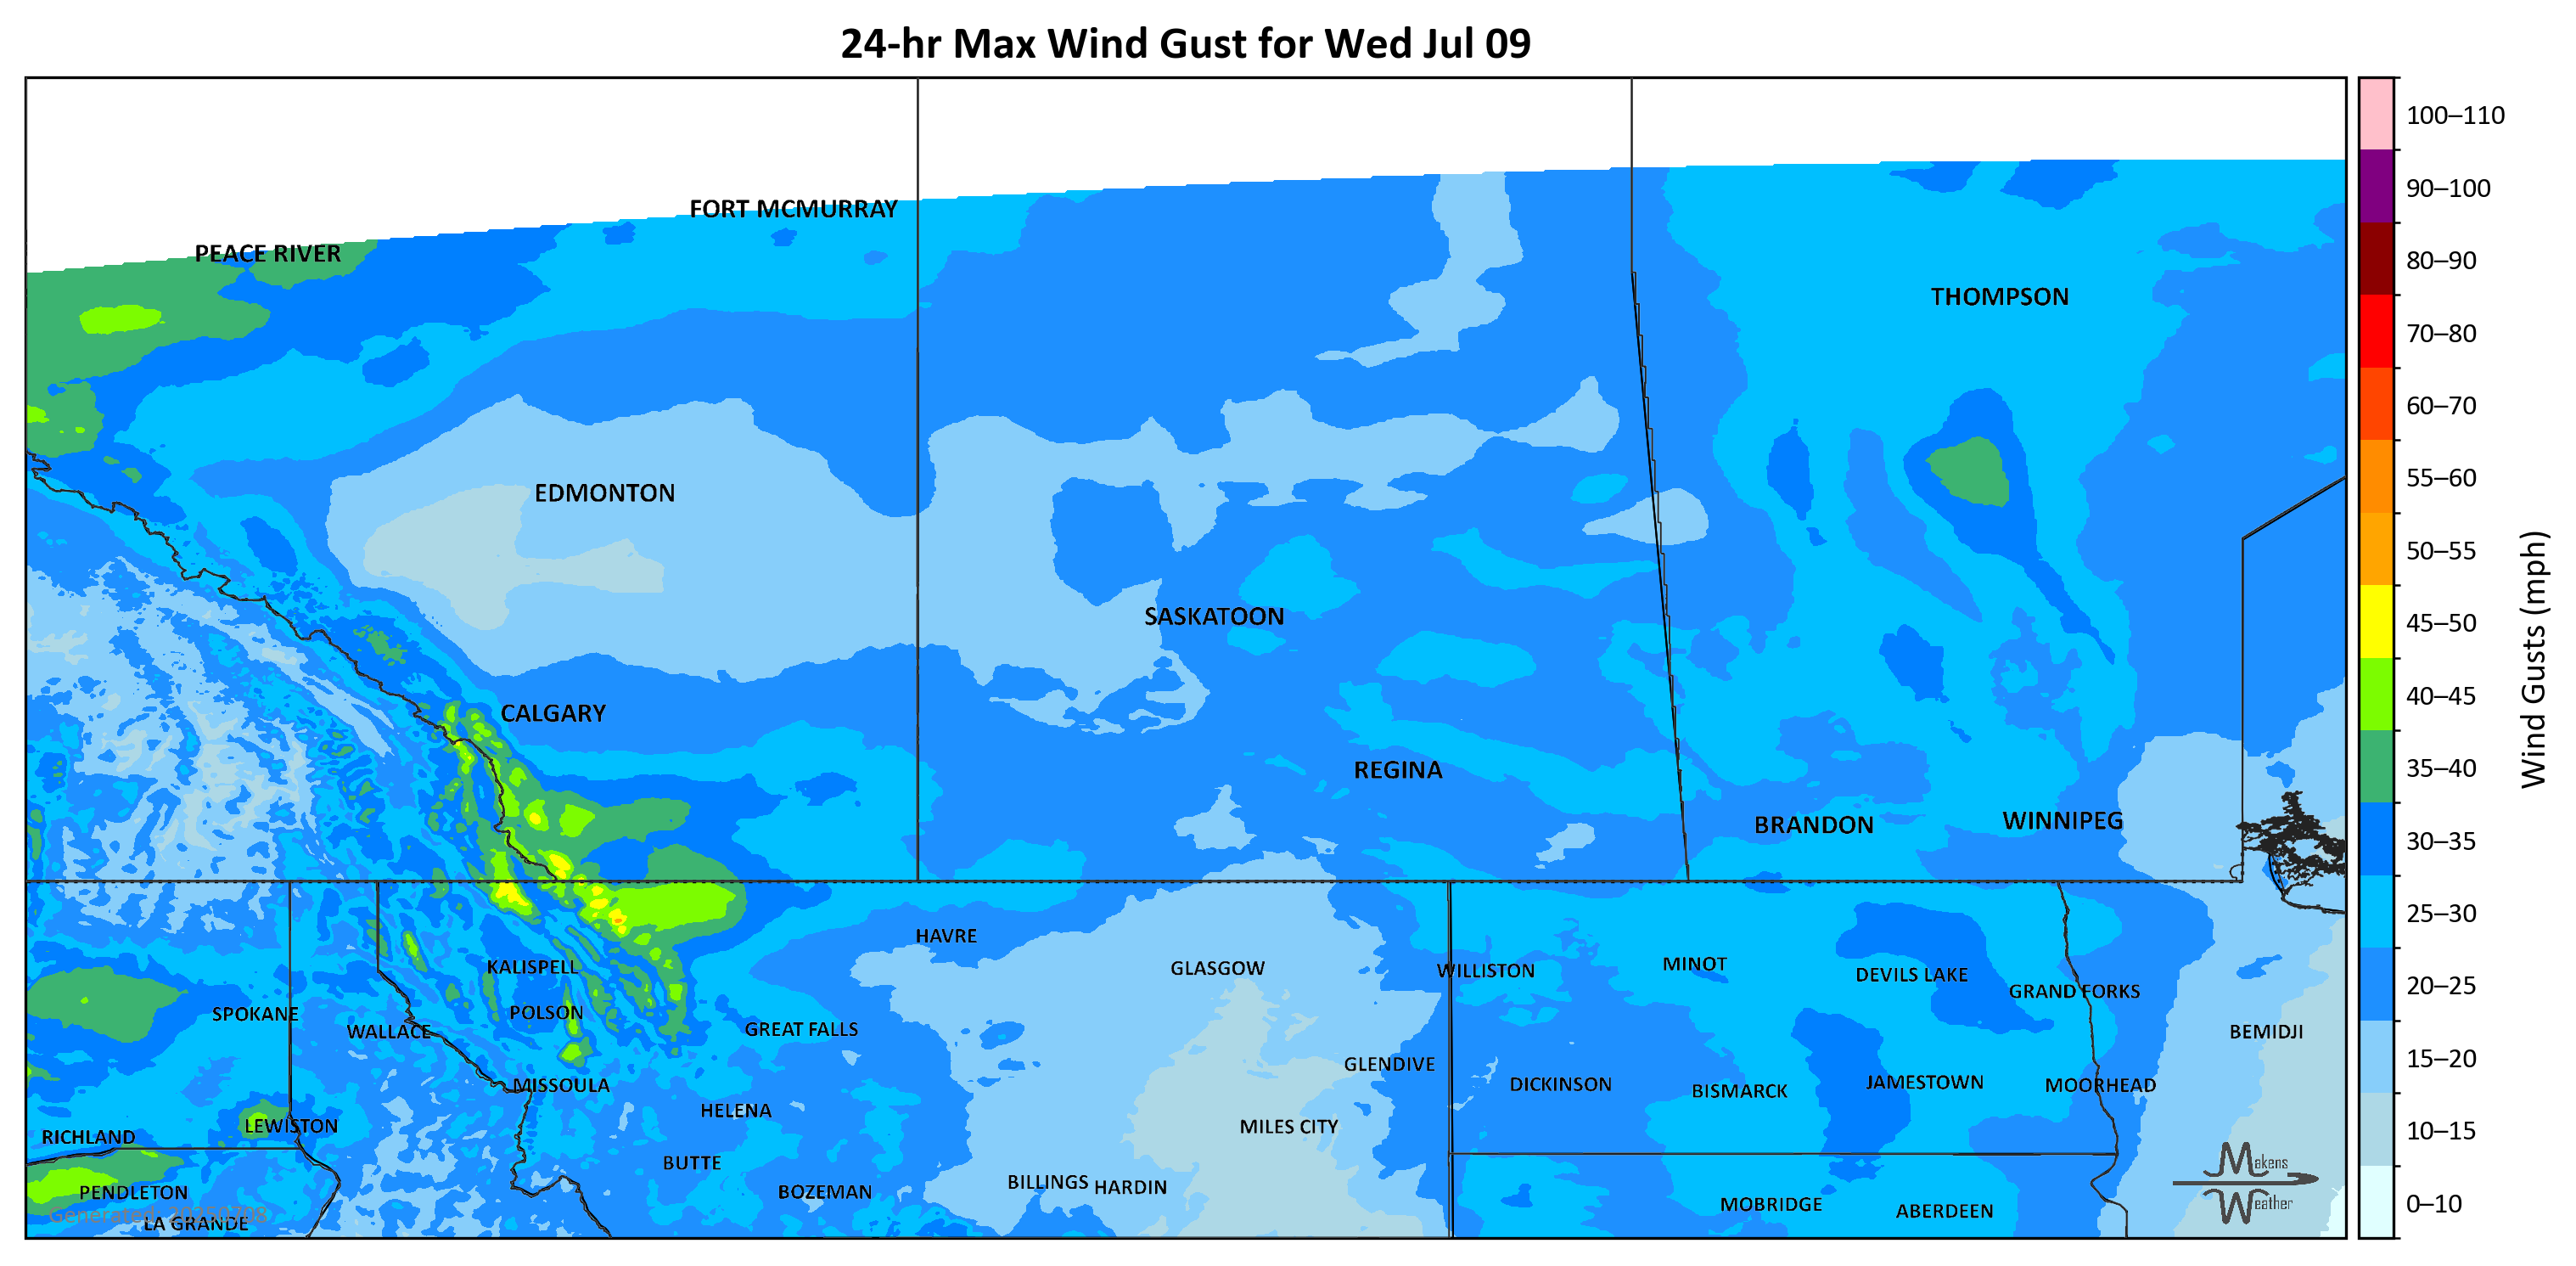 24-hr Max Wind Gust for Wed Jul 09
100–110
90–100
80–90
70–80
60–70
55–60
50–55
45–50
40–45
35–40
30–35
25–30
20–25
15–20
10–15
0–10
Wind Gusts (mph)
FORT MCMURRAY
PEACE RIVER
THOMPSON
EDMONTON
SASKATOON
CALGARY
REGINA
BRANDON
WINNIPEG
HAVRE
GLASGOW
KALISPELL
WILLISTON
MINOT
DEVILS LAKE
GRAND FORKS
SPOKANE
POLSON
WALLACE
GREAT FALLS
BEMIDJI
GLENDIVE
MISSOULA
DICKINSON
BISMARCK
JAMESTOWN
MOORHEAD
HELENA
LEWISTON
RICHLAND
MILES CITY
BUTTE
PENDLETON
BOZEMAN
BILLINGS
HARDIN
MOBRIDGE
ABERDEEN
LA GRANDE
Generated: 20250708
Makens
Weather